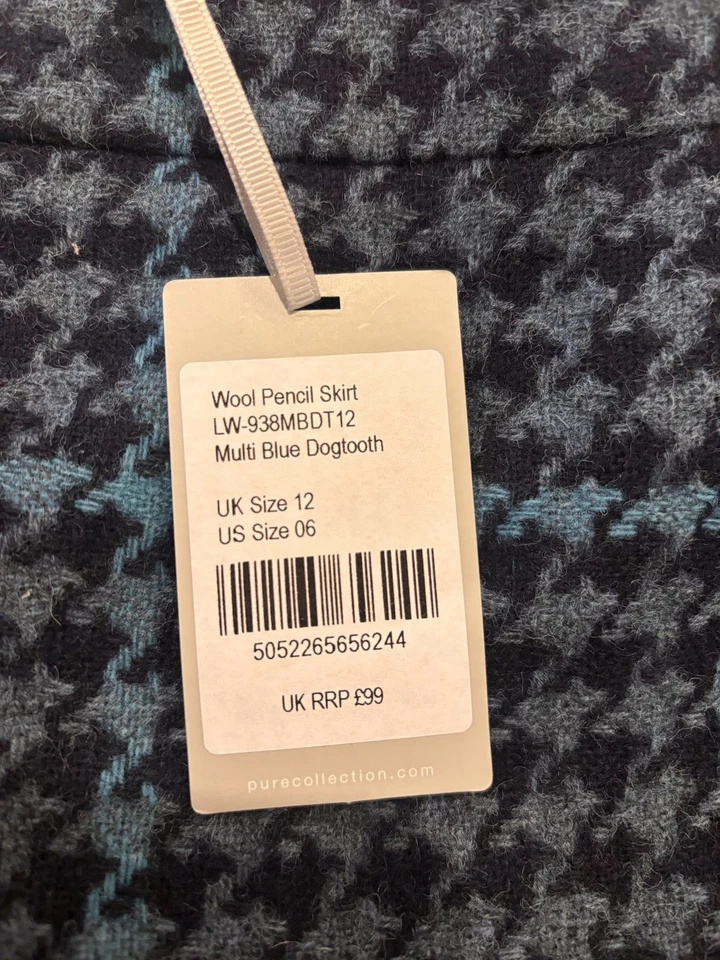 Wool Pencil Skirt
LW-938MBDT12
Multi Blue Dogtooth
UK Size 12
US Size 06
5052265656244
UK RRP £99
purecollection.com